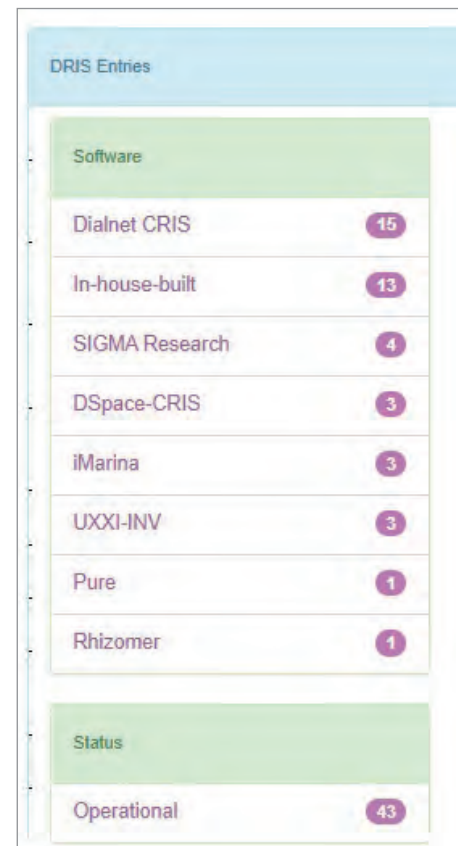 DRIS Entries
Software
Dialnet CRIS 15
In-house-built 13
SIGMA Research 4
DSpace-CRIS 3
iMarina 3
UXXI-INV 3
Pure 1
Rhizomer 1
Status
Operational 43